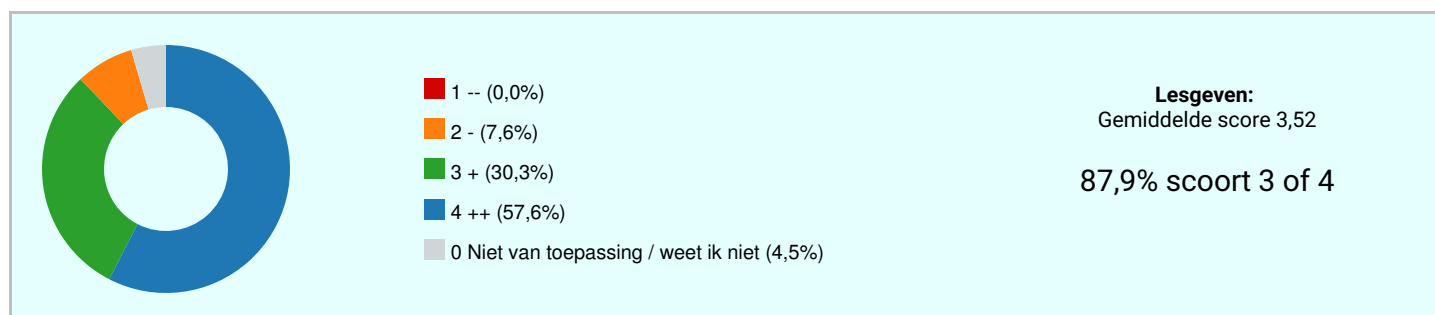 1 -- (0,0%)
2 - (7,6%)
3 + (30,3%)
4 ++ (57,6%)
0 Niet van toepassing / weet ik niet (4,5%)
Lesgeven:
Gemiddelde score 3,52
87,9% scoort 3 of 4